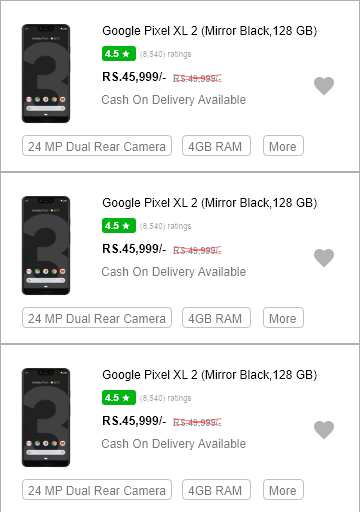 Google Pixel XL 2 (Mirror Black,128 GB)
4.5 ★ (8,540) ratings
RS.45,999/- RS.49,999/-
Cash On Delivery Available
24 MP Dual Rear Camera 4GB RAM More
Google Pixel XL 2 (Mirror Black,128 GB)
4.5 ★ (8,540) ratings
RS.45,999/- RS.49,999/-
Cash On Delivery Available
24 MP Dual Rear Camera 4GB RAM More
Google Pixel XL 2 (Mirror Black,128 GB)
4.5 ★ (8,540) ratings
RS.45,999/- RS.49,999/-
Cash On Delivery Available
24 MP Dual Rear Camera 4GB RAM More